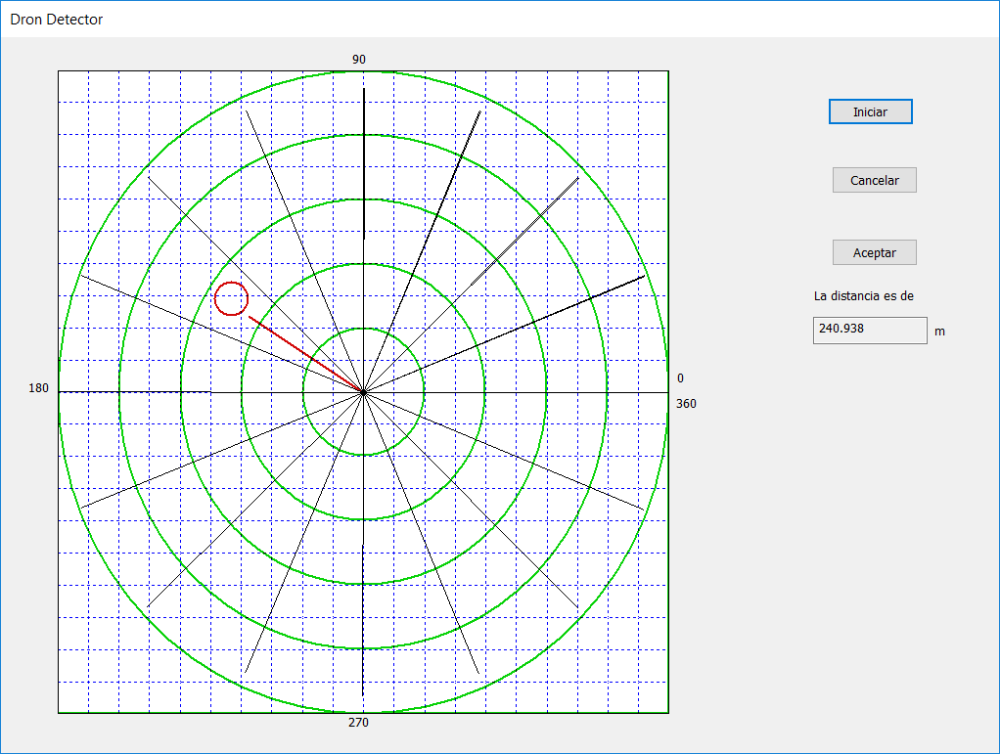 Dron Detector
90
Iniciar
Cancelar
Aceptar
La distancia es de
240.938
m
0
180
360
270